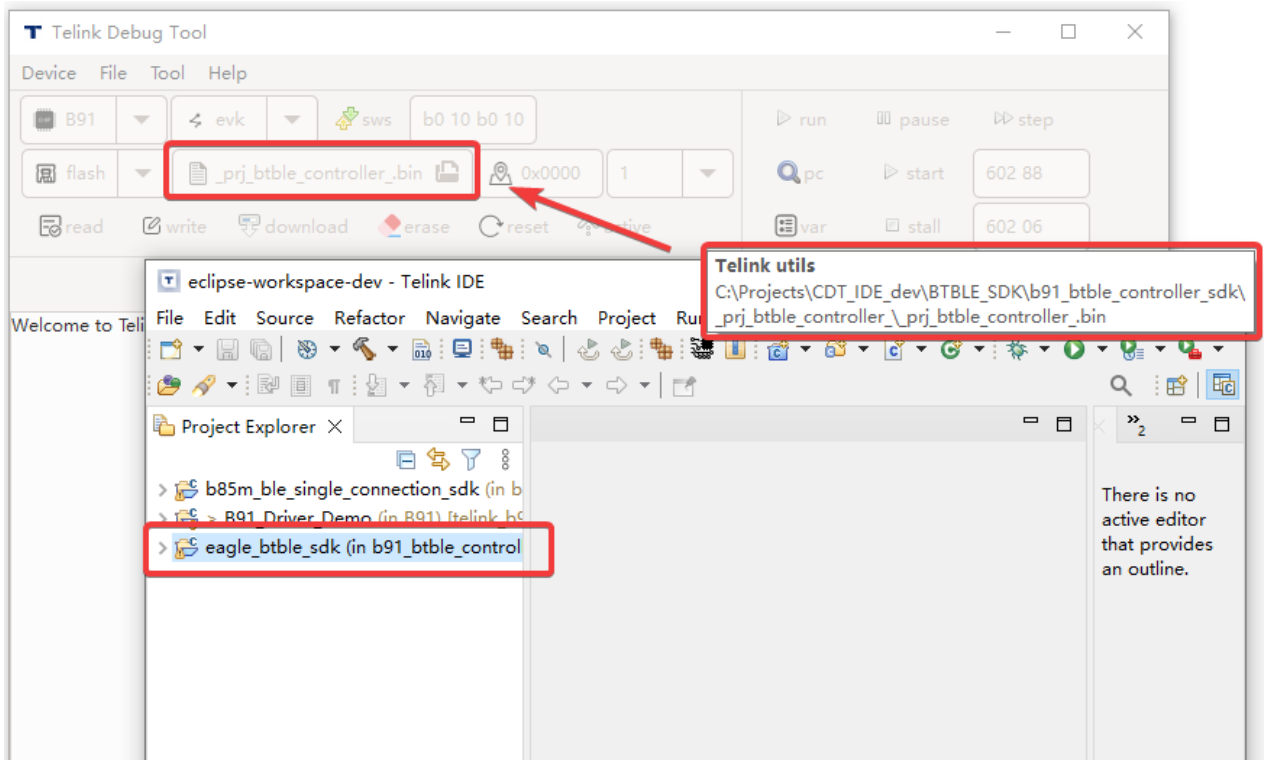 Telink Debug Tool
Device File Tool Help
B91 evk sws b0 10 b0 10 run pause step
flash _prj_btble_controller_.bin 0x0000 1 pc start 602 88
read write download erase reset active var stall 602 06
Telink utils
C:\Projects\CDT_IDE_dev\BTBLE_SDK\b91_btble_controller_sdk\
_prj_btble_controller_\_prj_btble_controller_.bin
eclipse-workspace-dev - Telink IDE
Welcome to Teli
File Edit Source Refactor Navigate Search Project Ru
010
Project Explorer
2
b85m_ble_single_connection_sdk (in b
> B91_Driver_Demo (in B91) [telink_b9
eagle_btble_sdk (in b91_btble_control
There is no
active editor
that provides
an outline.